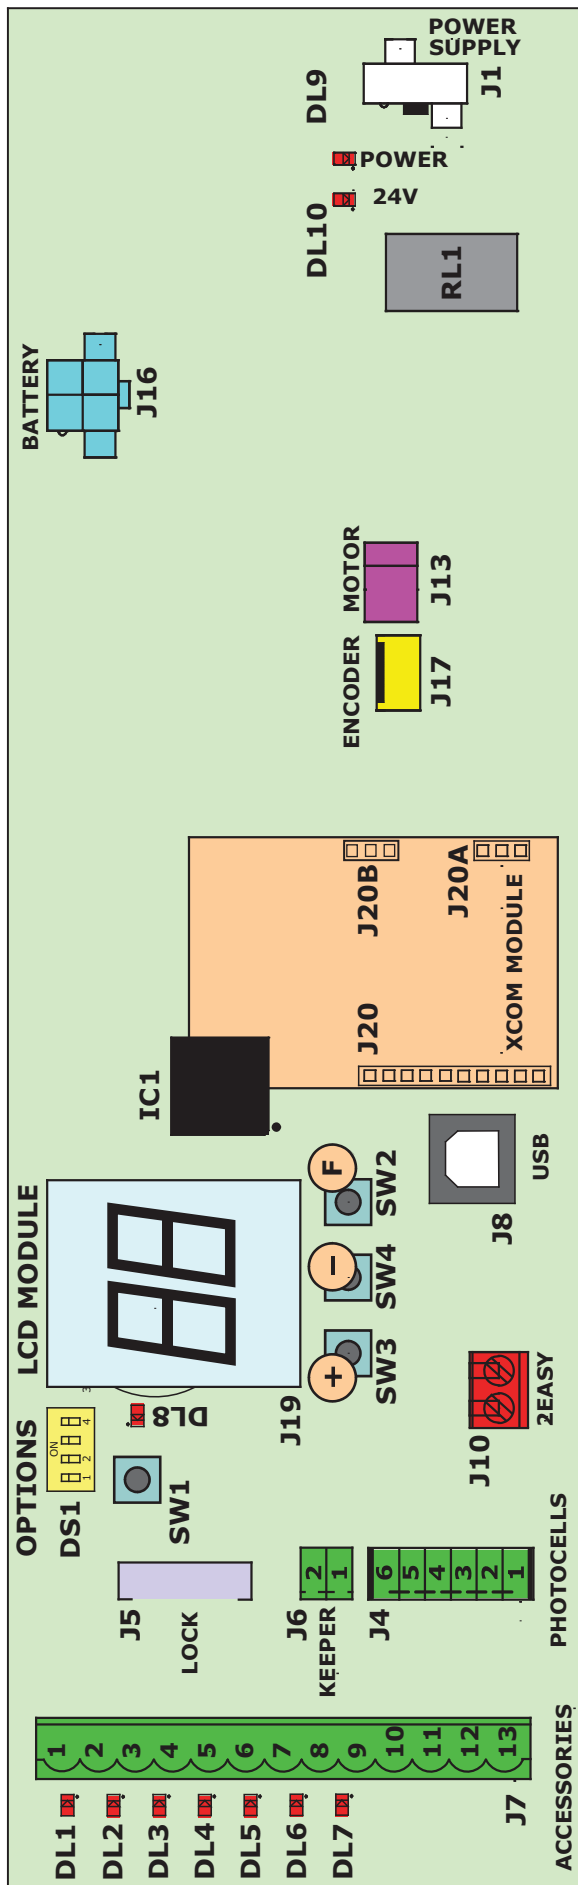 POWER
SUPPLY
J1
DL9
POWER
24V
DL10
RL1
BATTERY
J16
MOTOR
J13
ENCODER
J17
J20B
J20A
J20
XCOM MODULE
IC1
LCD MODULE
F
SW2
−
SW4
+
SW3
J8
USB
J19
3
OPTIONS
ON
1 2 4
DS1
DL8
SW1
J10
2EASY
J5
LOCK
J6
2
1
KEEPER
J4
6
5
4
3
2
1
PHOTOCELLS
1
2
3
4
5
6
7
8
9
10
11
12
13
DL1
DL2
DL3
DL4
DL5
DL6
DL7
J7
ACCESSORIES